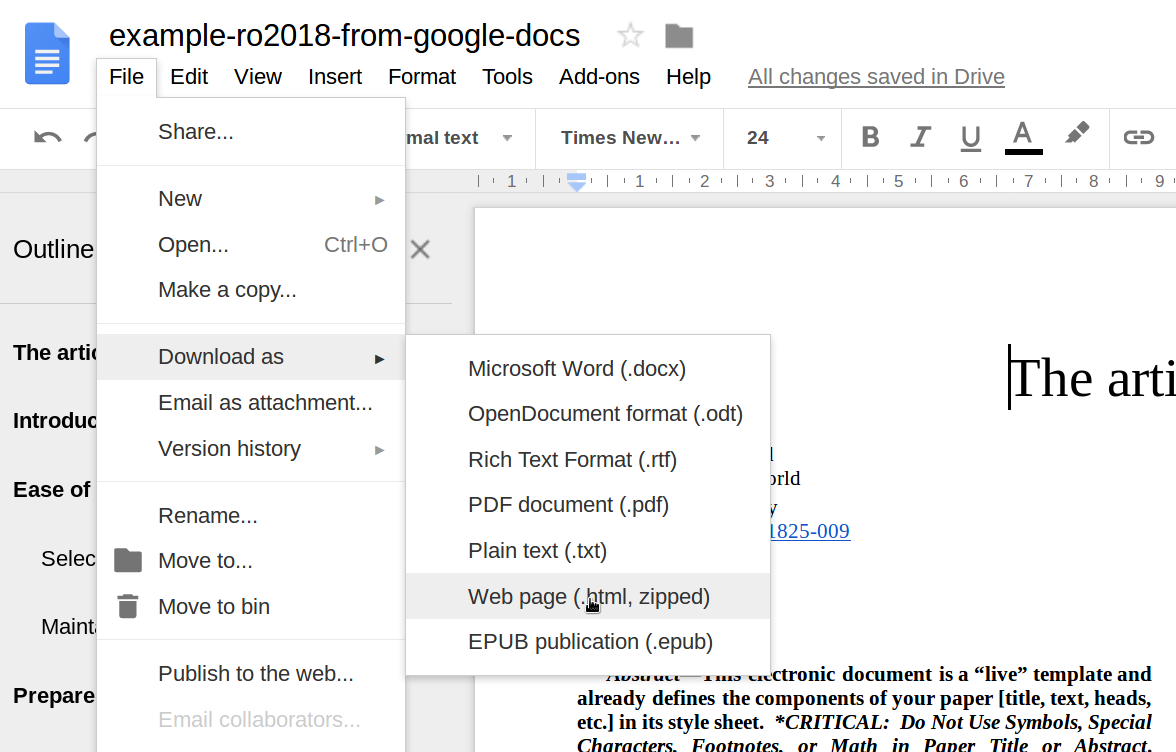 example-ro2018-from-google-docs
File Edit View Insert Format Tools Add-ons Help All changes saved in Drive
mal text Times New... 24 B I U A
1 1 2 3 4 5 6 7 8 9
Outline
The artic
Introduc
Ease of
Selec
Mainta
Prepare
Share...
New
Open... Ctrl+O
Make a copy...
Download as
Email as attachment...
Version history
Rename...
Move to...
Move to bin
Publish to the web...
Email collaborators...
Microsoft Word (.docx)
OpenDocument format (.odt)
Rich Text Format (.rtf)
PDF document (.pdf)
Plain text (.txt)
Web page (.html, zipped)
EPUB publication (.epub)
The arti
l
orld
y
1825-009
Abstract—This electronic document is a “live” template and
already defines the components of your paper [title, text, heads,
etc.] in its style sheet. *CRITICAL: Do Not Use Symbols, Special
Characters, Footnotes, or Math in Paper Title or Abstract.